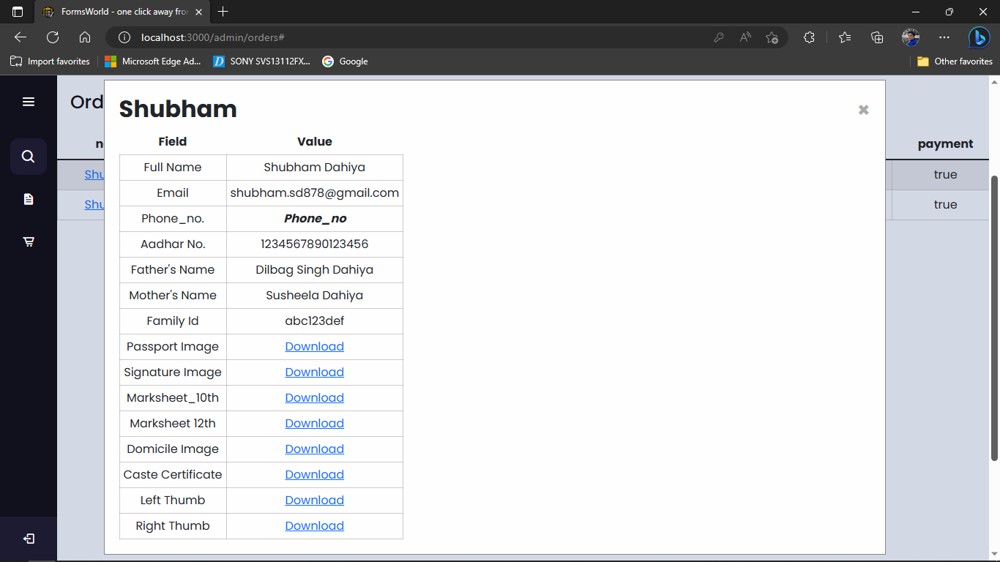 FormsWorld - one click away fro
localhost:3000/admin/orders#
Import favorites
Microsoft Edge Ad...
SONY SVS13112FX...
Google
Other favorites
Ord
Shubham
n
Field Value
payment
Full Name Shubham Dahiya
Shu
true
Email shubham.sd878@gmail.com
Shu
true
Phone_no. Phone_no
Aadhar No. 1234567890123456
Father's Name Dilbag Singh Dahiya
Mother's Name Susheela Dahiya
Family Id abc123def
Passport Image Download
Signature Image Download
Marksheet_10th Download
Marksheet 12th Download
Domicile Image Download
Caste Certificate Download
Left Thumb Download
Right Thumb Download